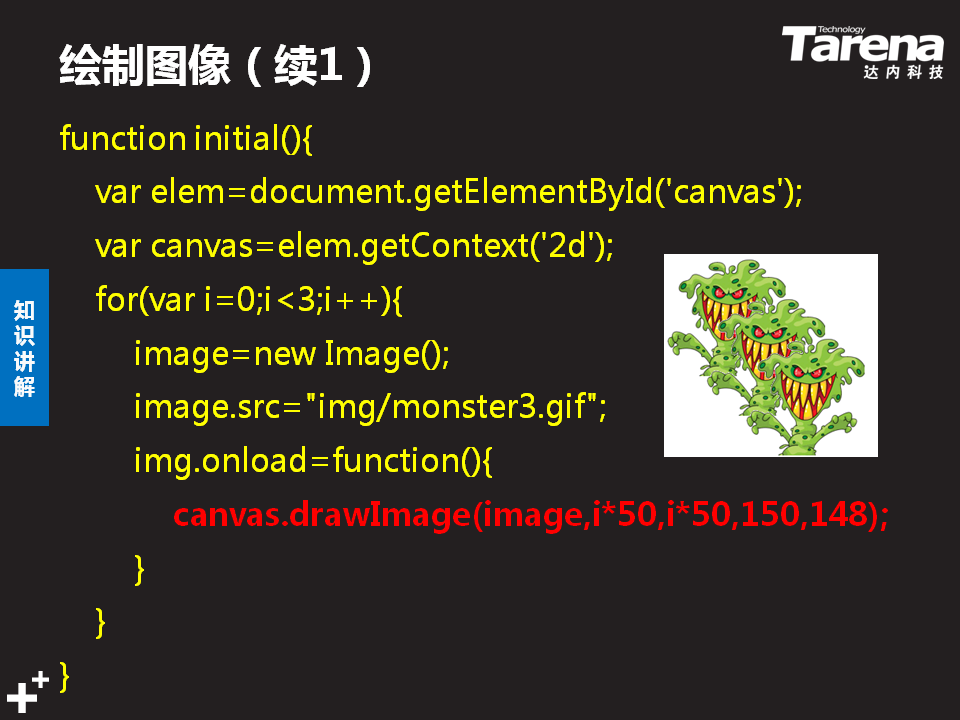 绘制图像（续1）
Technology
Tarena
达内科技
function initial(){
var elem=document.getElementById('canvas');
var canvas=elem.getContext('2d');
for(var i=0;i<3;i++){
image=new Image();
image.src="img/monster3.gif";
img.onload=function(){
canvas.drawImage(image,i*50,i*50,150,148);
}
}
}
知识讲解